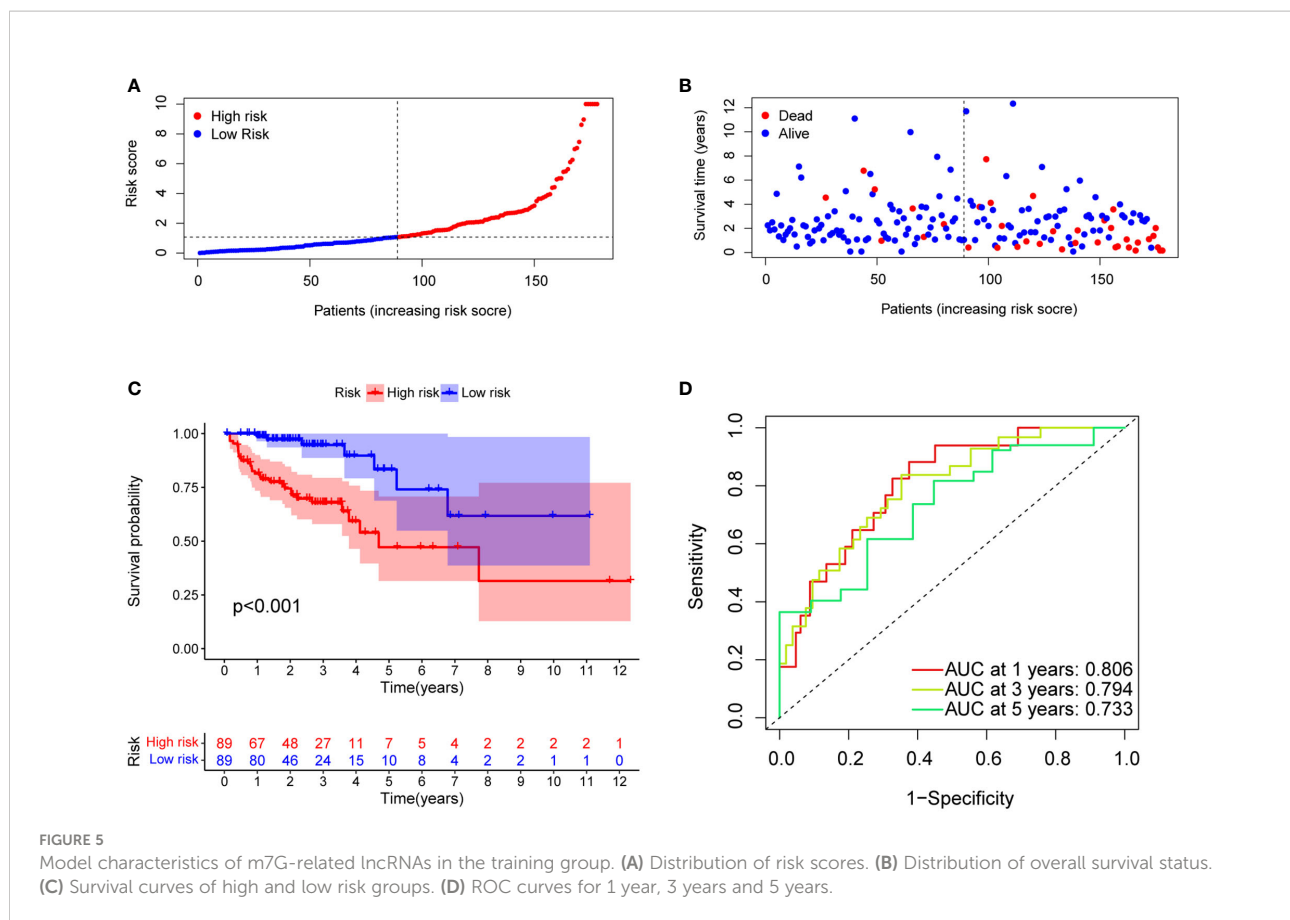 A
High risk
Low Risk
Risk score
0 2 4 6 8 10
0 50 100 150
Patients (increasing risk socre)
B
Dead
Alive
Survival time (years)
0 2 4 6 8 10 12
0 50 100 150
Patients (increasing risk socre)
C
Risk High risk Low risk
Survival probability
1.00
0.75
0.50
0.25
0.00
p<0.001
0 1 2 3 4 5 6 7 8 9 10 11 12
Time(years)
Risk
High risk 89 67 48 27 11 7 5 4 2 2 2 2 1
Low risk 89 80 46 24 15 10 8 4 2 2 1 1 0
0 1 2 3 4 5 6 7 8 9 10 11 12
Time(years)
D
Sensitivity
0.0 0.2 0.4 0.6 0.8 1.0
AUC at 1 years: 0.806
AUC at 3 years: 0.794
AUC at 5 years: 0.733
0.0 0.2 0.4 0.6 0.8 1.0
1−Specificity
FIGURE 5
Model characteristics of m7G-related lncRNAs in the training group. (A) Distribution of risk scores. (B) Distribution of overall survival status.
(C) Survival curves of high and low risk groups. (D) ROC curves for 1 year, 3 years and 5 years.